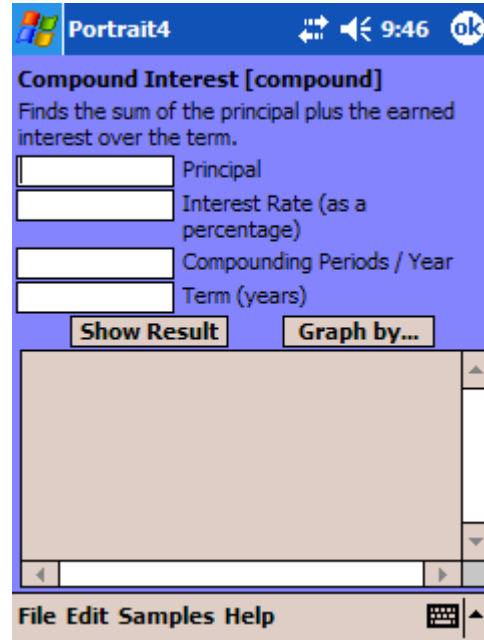 Portrait4 9:46 ok
Compound Interest [compound]
Finds the sum of the principal plus the earned
interest over the term.
Principal
Interest Rate (as a
percentage)
Compounding Periods / Year
Term (years)
Show Result Graph by...
File Edit Samples Help